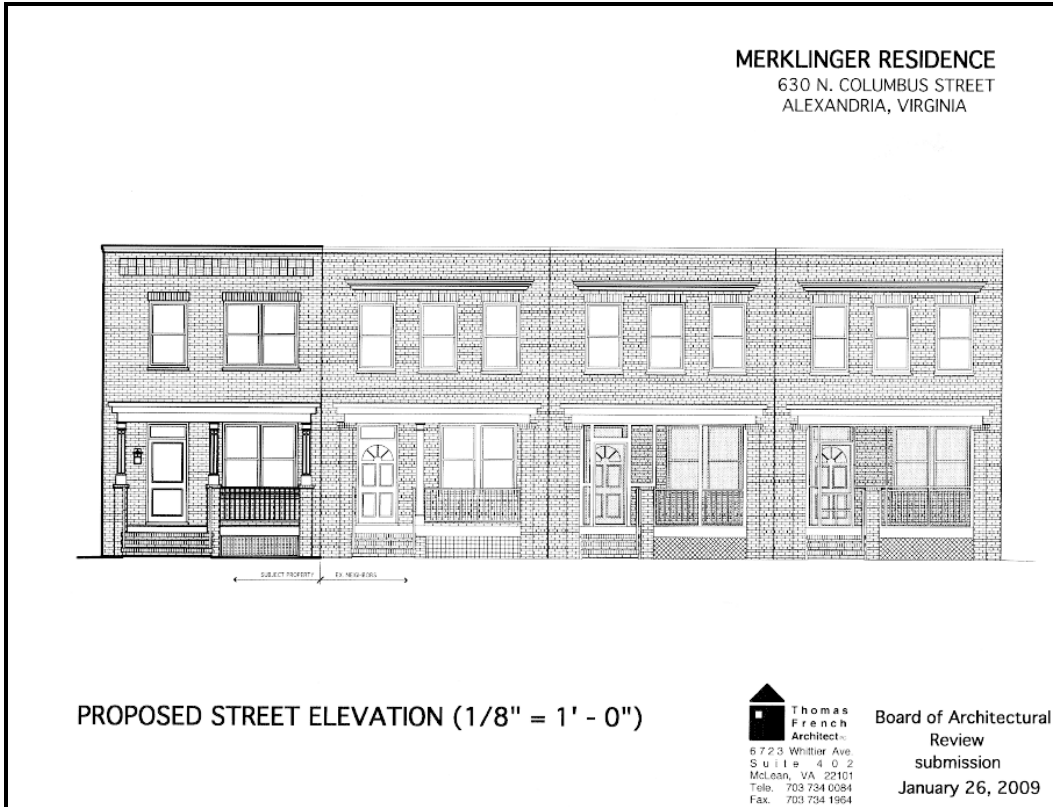 MERKLINGER RESIDENCE
630 N. COLUMBUS STREET
ALEXANDRIA, VIRGINIA
SUBJECT PROPERTY
EX. NEIGHBORS
PROPOSED STREET ELEVATION (1/8" = 1' - 0")
Thomas
French
Architect
6723 Whittier Ave.
Suite 402
McLean, VA 22101
Tele. 703 734 0084
Fax. 703 734 1964
Board of Architectural
Review
submission
January 26, 2009